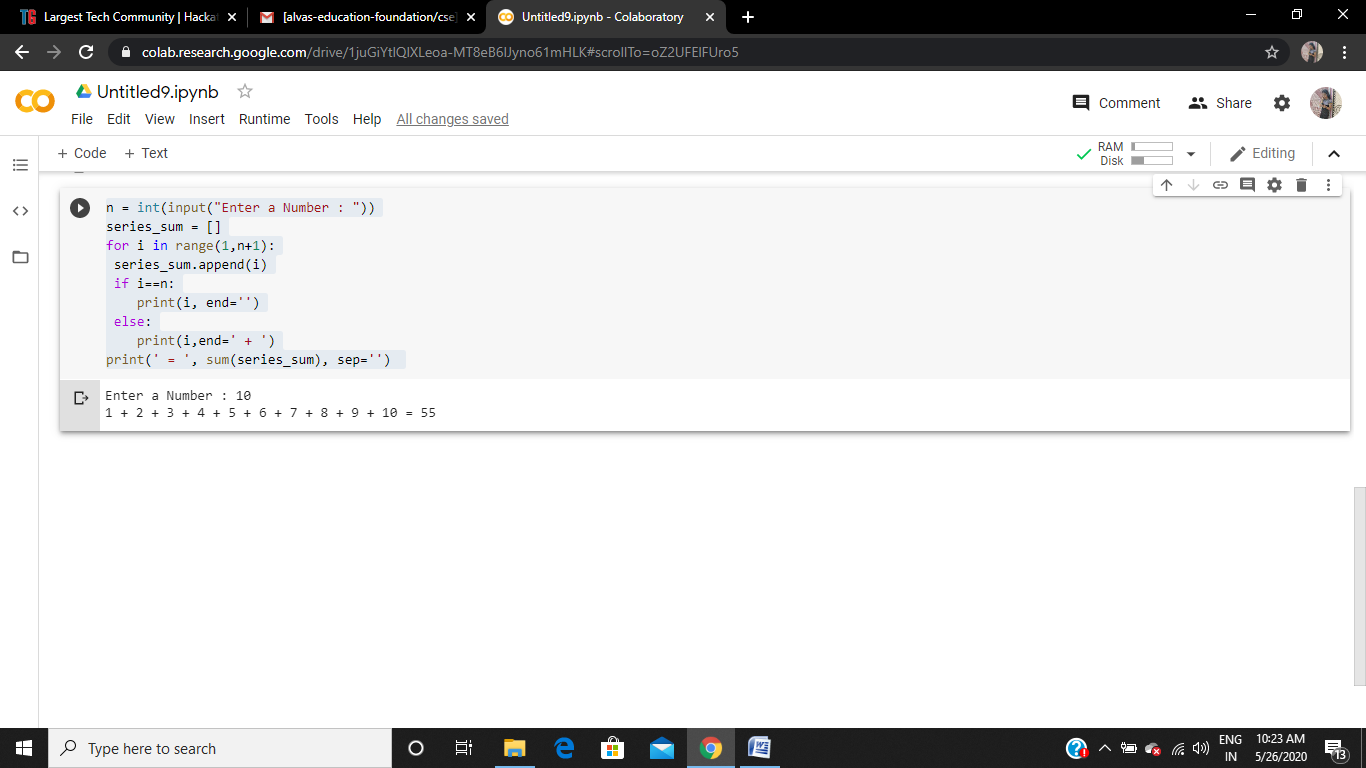 Largest Tech Community | Hacka
[alvas-education-foundation/cse]
Untitled9.ipynb - Colaboratory
colab.research.google.com/drive/1juGiYtlQlXLeoa-MT8eB6IJyno61mHLK#scrollTo=oZ2UFElFUro5
Untitled9.ipynb
File Edit View Insert Runtime Tools Help All changes saved
Comment Share
+ Code + Text
RAM
Disk
Editing
n = int(input("Enter a Number : "))
series_sum = []
for i in range(1,n+1):
 series_sum.append(i)
 if i==n:
    print(i, end='')
 else:
    print(i,end=' + ')
print(' = ', sum(series_sum), sep='')
Enter a Number : 10
1 + 2 + 3 + 4 + 5 + 6 + 7 + 8 + 9 + 10 = 55
Type here to search
ENG
IN
10:23 AM
5/26/2020
13